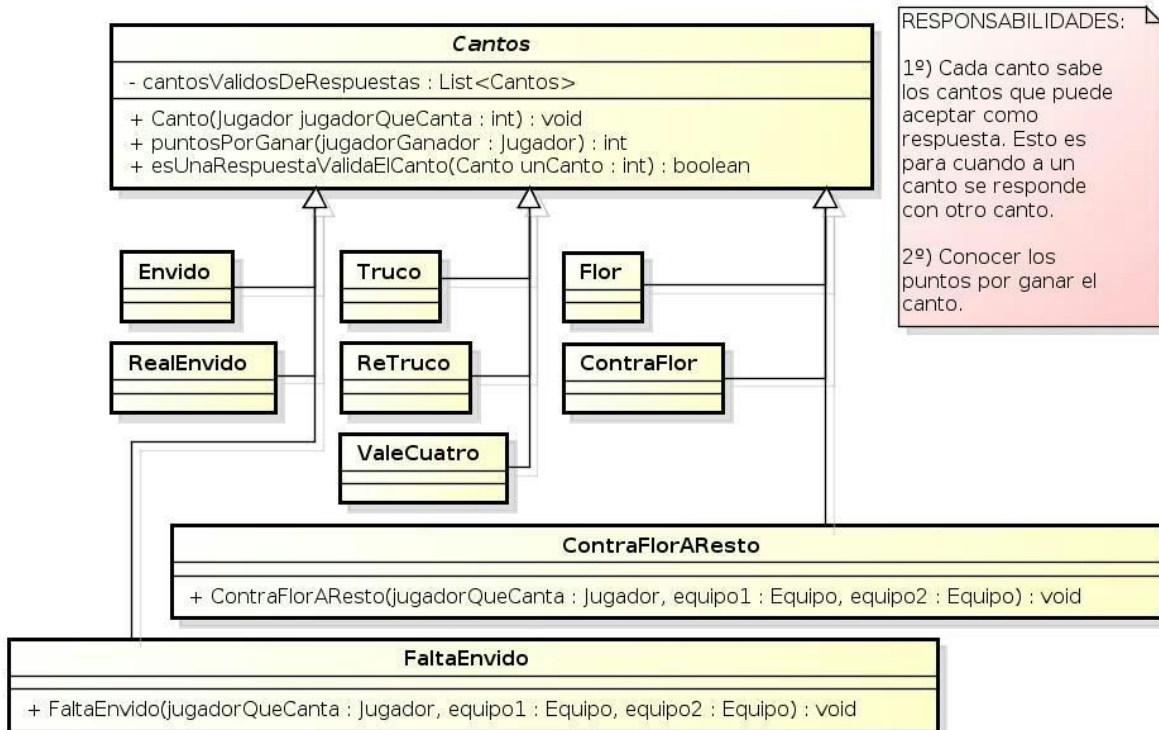 Cantos
- cantosValidosDeRespuestas : List<Cantos>
+ Canto(Jugador jugadorQueCanta : int) : void
+ puntosPorGanar(jugadorGanador : Jugador) : int
+ esUnaRespuestaValidaElCanto(Canto unCanto : int) : boolean
RESPONSABILIDADES:
1º) Cada canto sabe
los cantos que puede
aceptar como
respuesta. Esto es
para cuando a un
canto se responde
con otro canto.
2º) Conocer los
puntos por ganar el
canto.
Envido
Truco
Flor
RealEnvido
ReTruco
ContraFlor
ValeCuatro
ContraFlorAResto
+ ContraFlorAResto(jugadorQueCanta : Jugador, equipo1 : Equipo, equipo2 : Equipo) : void
FaltaEnvido
+ FaltaEnvido(jugadorQueCanta : Jugador, equipo1 : Equipo, equipo2 : Equipo) : void